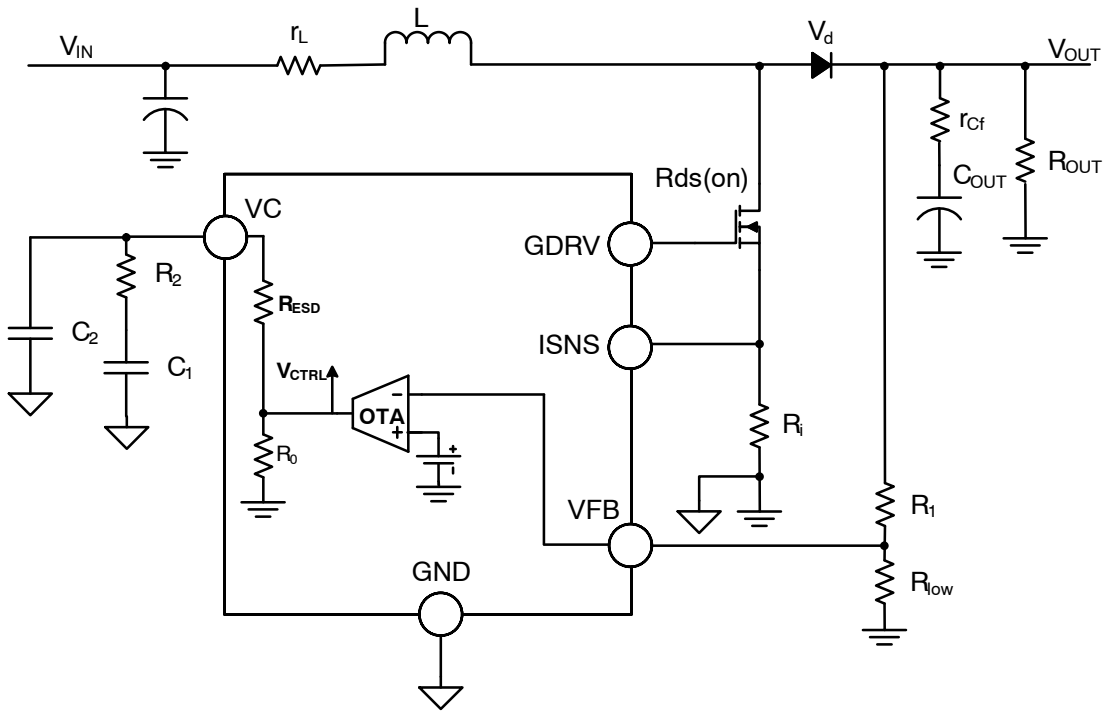 L
rL
Vd
VIN
VOUT
rCf
Rds(on)
COUT
ROUT
VC
GDRV
R2
RESD
C2
ISNS
C1
VCTRL
OTA
−
+
+
-
R0
Ri
VFB
R1
GND
Rlow